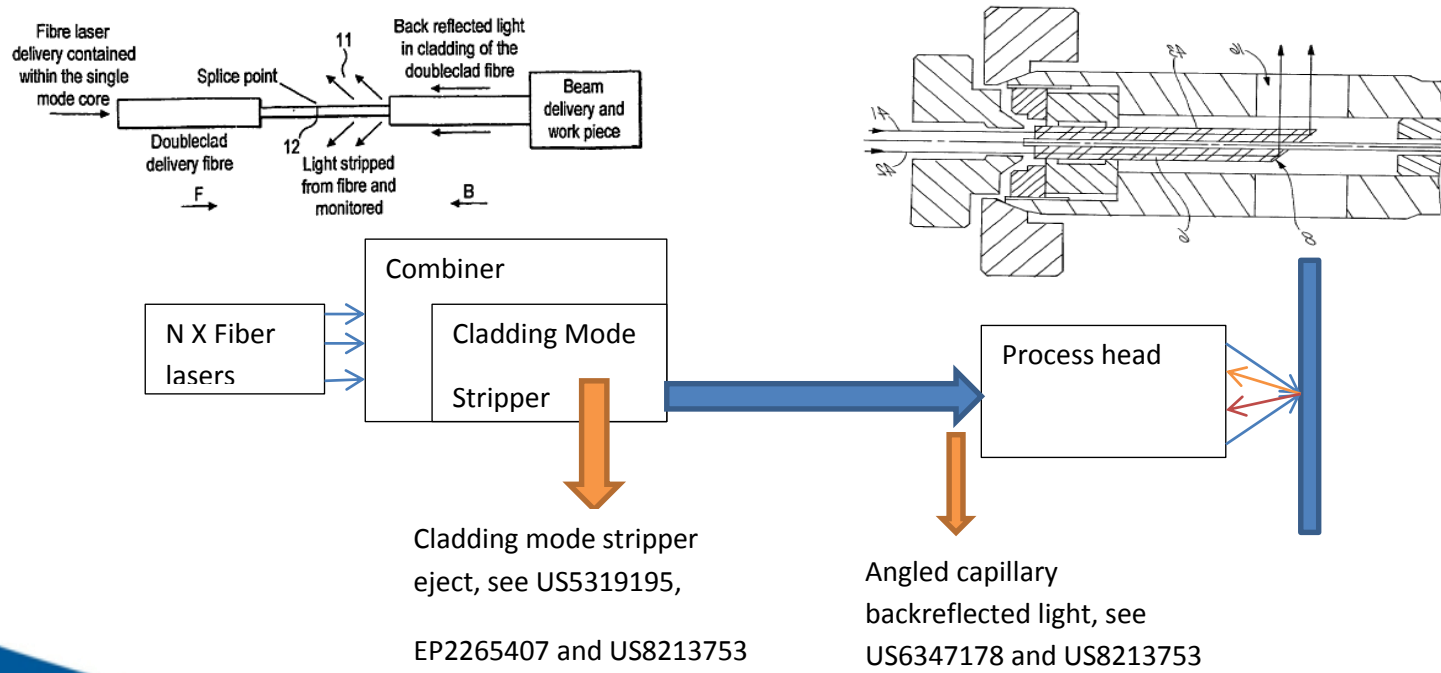 Fibre laser
delivery contained
within the single
mode core
Splice point
11
Back reflected light
in cladding of the
doubleclad fibre
Beam
delivery and
work piece
Doubleclad
delivery fibre
12
Light stripped
from fibre and
monitored
F
B
Combiner
N X Fiber
lasers
Cladding Mode
Stripper
Process head
Cladding mode stripper
eject, see US5319195,
EP2265407 and US8213753
Angled capillary
backreflected light, see
US6347178 and US8213753